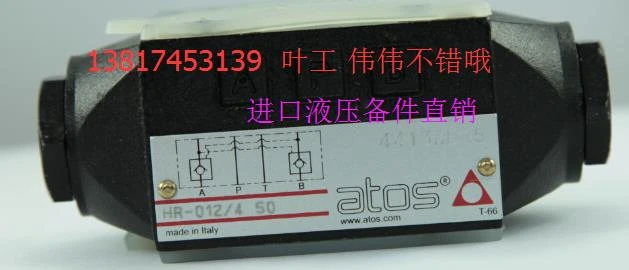 13817453139 叶工 伟伟不错哦
进口液压备件直销
A P T B
HR-012/4 50
made in Italy
atos®
www.atos.com
T-66